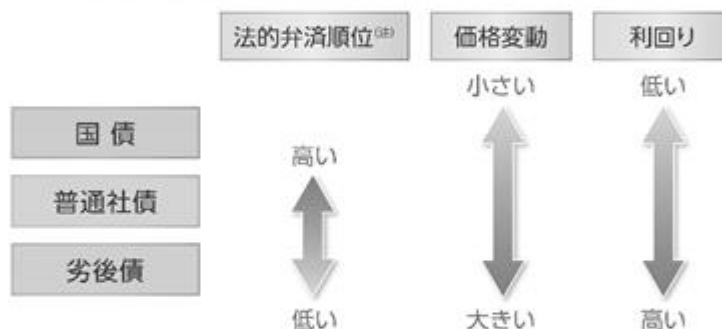 法的弁済順位(注) 価格変動 利回り
小さい 低い
国債
高い
普通社債
劣後債
低い 大きい 高い